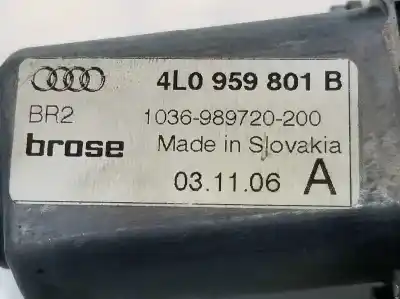 4L0 959 801 B
BR2 1036-989720-200
brose Made in Slovakia
03.11.06 A